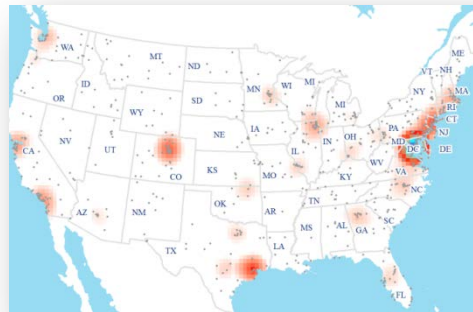 WA
MT
ND
ME
VT
NH
MN
WI
MI
OR
ID
SD
NY
MA
MI
RI
CT
WY
IA
PA
NJ
NE
OH
IN
IL
MD
DC
DE
NV
UT
CO
KS
MO
WV
VA
CA
KY
NC
OK
TN
AZ
NM
AR
SC
MS
AL
GA
TX
LA
FL